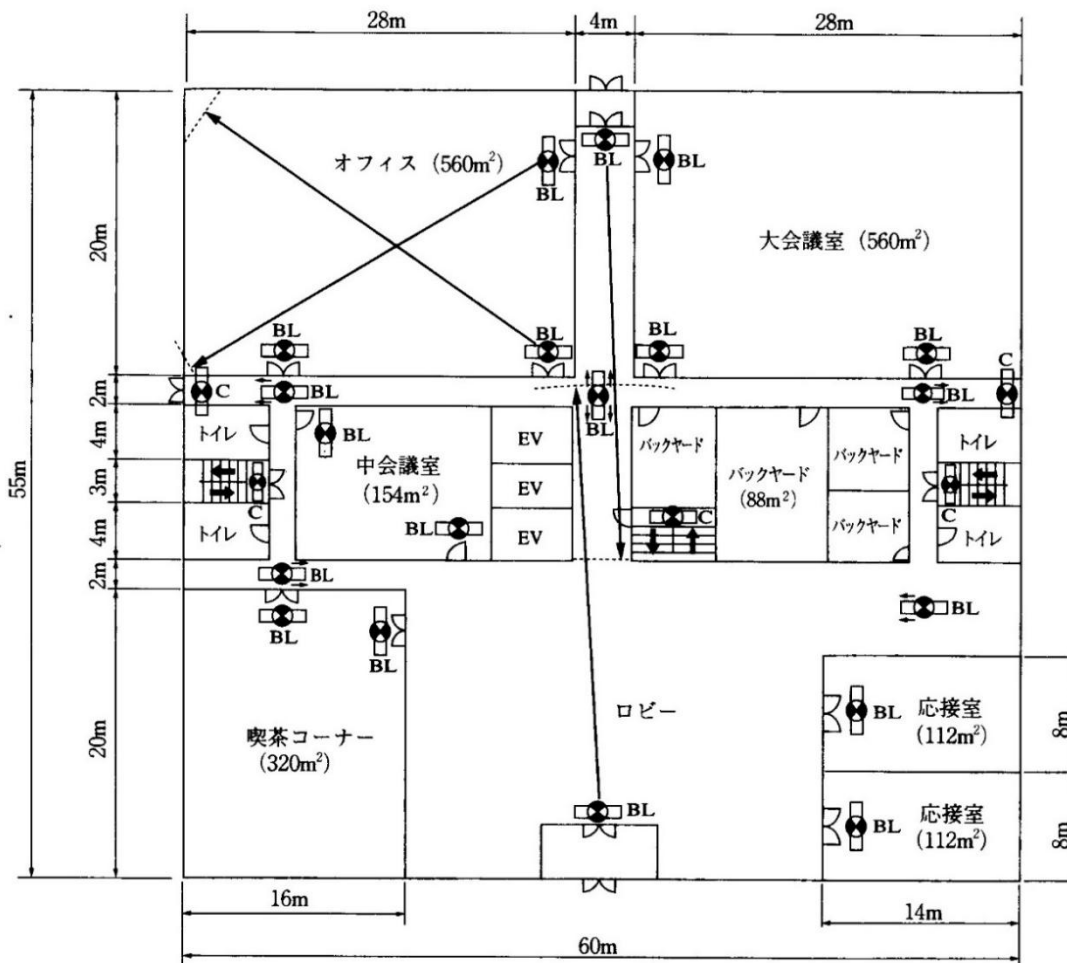 28m
4m
28m
オフィス (560m²)
BL
BL
BL
大会議室 (560m²)
20m
BL
BL
BL
BL
C
BL
BL
BL
C
2m
トイレ
BL
EV
バックヤード
バックヤード
(88m²)
バックヤード
トイレ
4m
中会議室
(154m²)
EV
55m
3m
C
BL
C
C
トイレ
EV
バックヤード
トイレ
4m
BL
2m
BL
BL
BL
ロビー
喫茶コーナー
(320m²)
20m
BL
応接室
(112m²)
8m
BL
BL
応接室
(112m²)
8m
16m
14m
60m